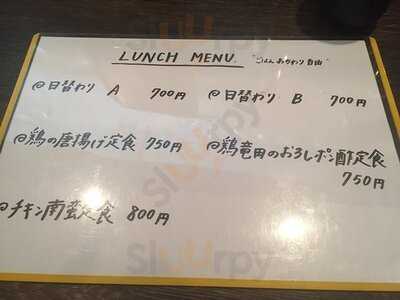 LUNCH MENU. "ごはんおかわり自由"
@日替わり A 700円
@日替わり B 700円
@鶏の唐揚げ定食 750円
@鶏竜田のおろしポン酢定食
750円
@チキン南蛮定食 800円
sluurpy